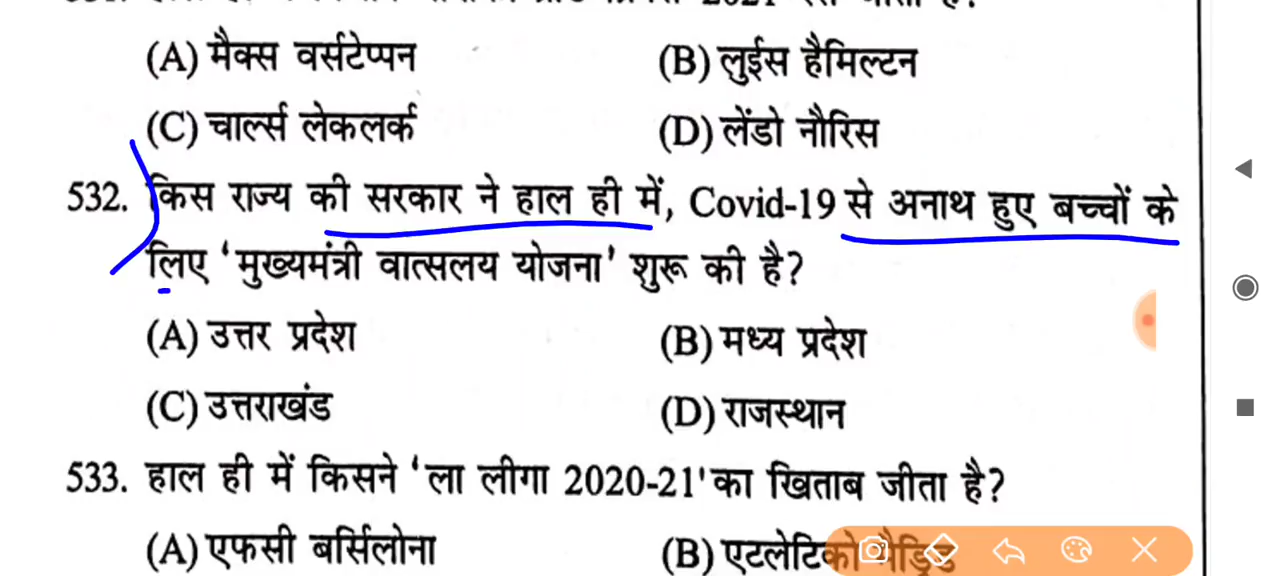 (A) मैक्स वर्सटेप्पन (B) लुईस हैमिल्टन
(C) चार्ल्स लेकलर्क (D) लेंडो नौरिस
532. किस राज्य की सरकार ने हाल ही में, Covid-19 से अनाथ हुए बच्चों के
लिए 'मुख्यमंत्री वात्सलय योजना' शुरू की है?
(A) उत्तर प्रदेश (B) मध्य प्रदेश
(C) उत्तराखंड (D) राजस्थान
533. हाल ही में किसने 'ला लीगा 2020-21' का खिताब जीता है?
(A) एफसी बर्सिलोना (B) एटलेटिको मैड्रिड